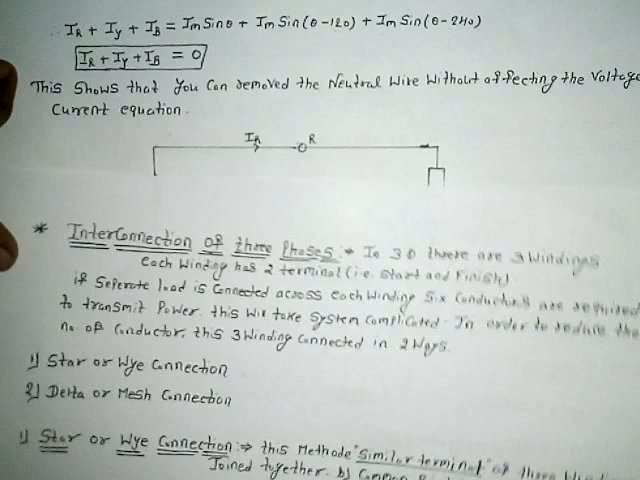 ∴ IR + IY + IB = Im Sinθ + Im Sin(θ-120) + Im Sin(θ-240)
IR + IY + IB = 0
This shows that you can removed the Neutral wire without affecting the voltage
Current equation.
IR R
* InterConnection of three Phases :→ In 3 Ø there are 3 windings
Each winding has 2 terminal (i.e. start and Finish)
if Seperate load is Connected across each winding Six Conductors are required
to transmit Power. this will take system complicated. In order to reduce the
no. of Conductor, this 3 winding Connected in 2 ways.
1) Star or Wye Connection
2) Delta or Mesh Connection
1) Star or Wye Connection :⇒ this Methode "Similar terminal" of three
Joined together.